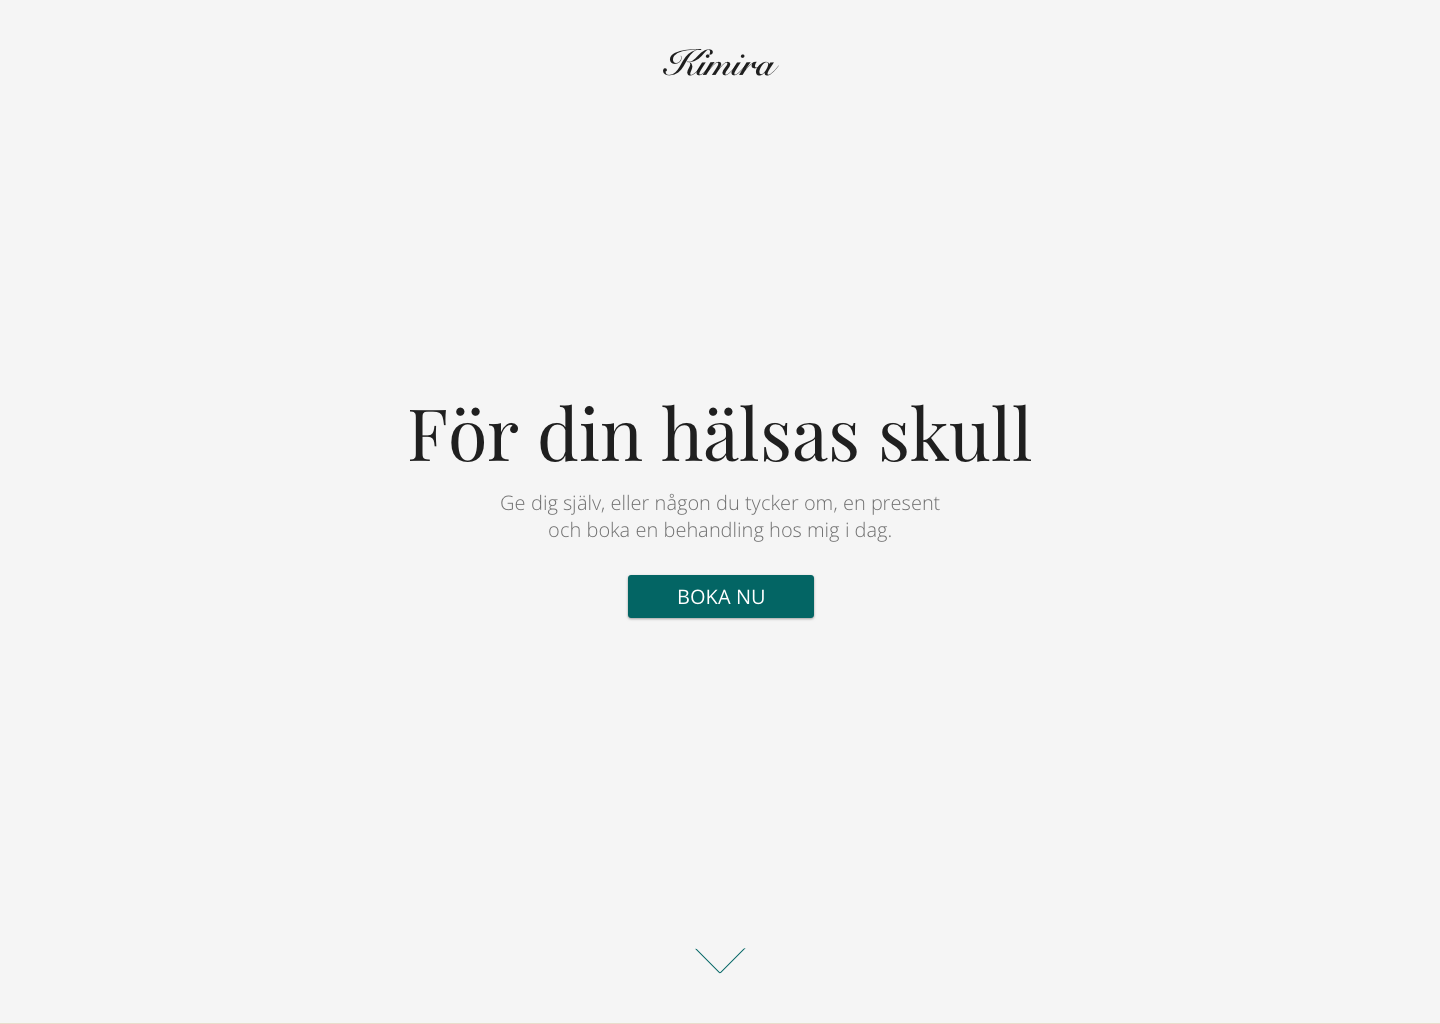 Kimira
För din hälsas skull
Ge dig själv, eller någon du tycker om, en present
och boka en behandling hos mig i dag.
BOKA NU